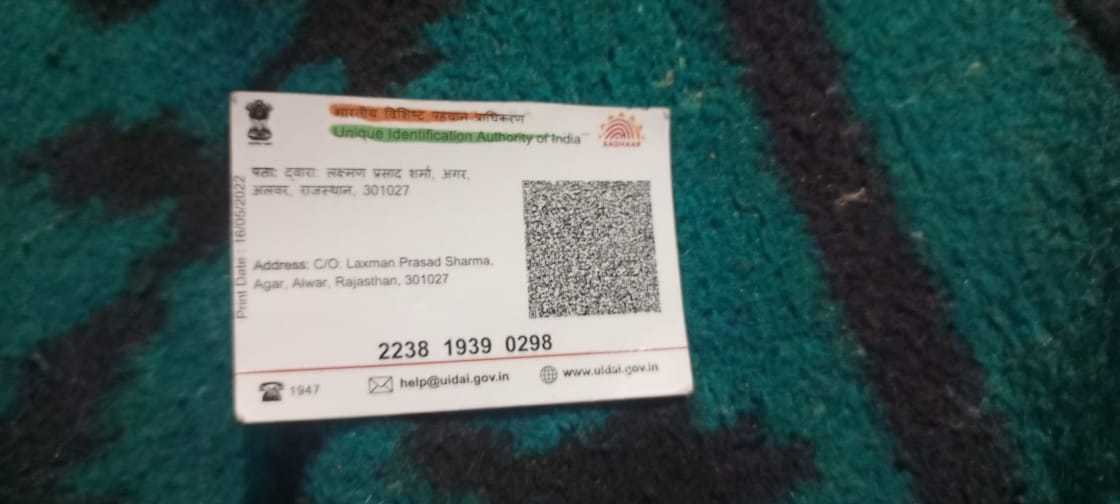 भारतीय विशिष्ट पहचान प्राधिकरण
Unique Identification Authority of India
AADHAAR
पता: द्वारा: लक्ष्मण प्रसाद शर्मा, अगर,
अलवर, राजस्थान, 301027
Print Date : 16/05/2022
Address: C/O: Laxman Prasad Sharma,
Agar, Alwar, Rajasthan, 301027
2238 1939 0298
1947
help@uidai.gov.in
www.uidai.gov.in